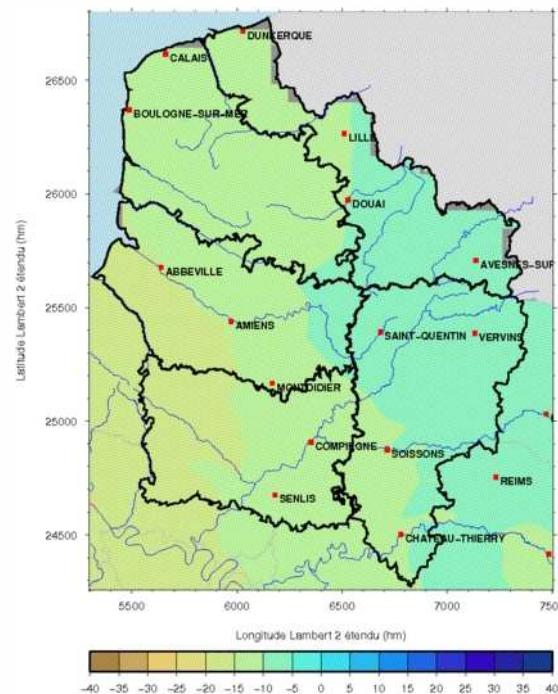 DUNKERQUE
CALAIS
BOULOGNE-SUR-MER
LILLE
DOUAI
AVESNES-SUR
ABBEVILLE
AMIENS
SAINT-QUENTIN
VERVINS
MONTDIDIER
COMPIEGNE
SOISSONS
SENLIS
REIMS
CHATEAU-THIERRY
Latitude Lambert 2 étendu (hm)
26500
26000
25500
25000
24500
5500 6000 6500 7000 750
Longitude Lambert 2 étendu (hm)
-40 -35 -30 -25 -20 -15 -10 -5 0 5 10 15 20 25 30 35 40